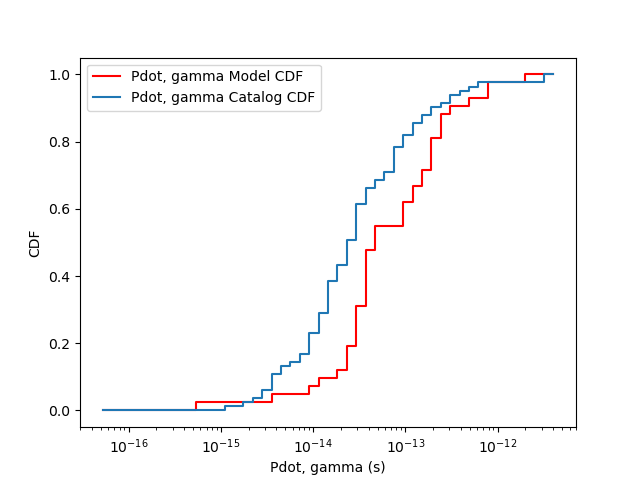 Pdot, gamma Model CDF
Pdot, gamma Catalog CDF
1.0
0.8
0.6
0.4
0.2
0.0
CDF
10⁻¹⁶ 10⁻¹⁵ 10⁻¹⁴ 10⁻¹³ 10⁻¹²
Pdot, gamma (s)